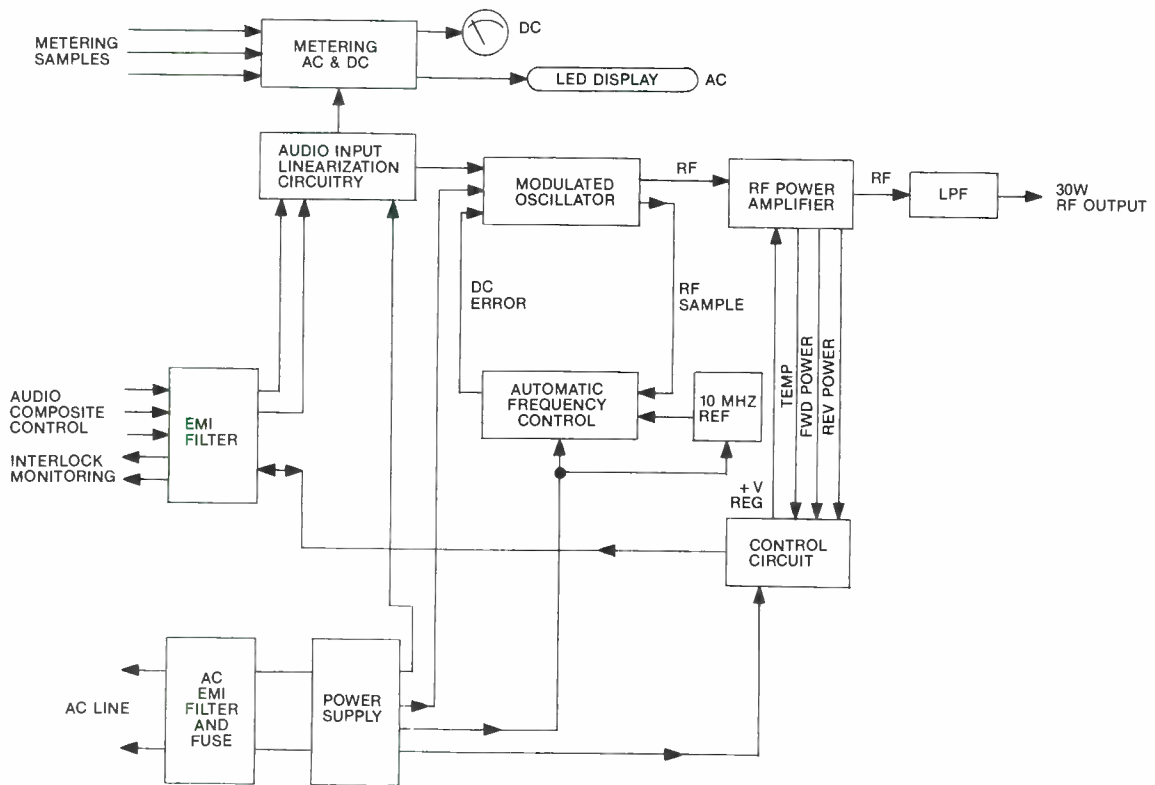 METERING
SAMPLES
METERING
AC & DC
DC
LED DISPLAY
AC
AUDIO INPUT
LINEARIZATION
CIRCUITRY
MODULATED
OSCILLATOR
RF
RF POWER
AMPLIFIER
RF
LPF
30W
RF OUTPUT
DC
ERROR
RF
SAMPLE
TEMP
FWD POWER
REV POWER
AUDIO
COMPOSITE
CONTROL
INTERLOCK
MONITORING
EMI
FILTER
AUTOMATIC
FREQUENCY
CONTROL
10 MHZ
REF
+V
REG
CONTROL
CIRCUIT
AC LINE
AC
EMI
FILTER
AND
FUSE
POWER
SUPPLY